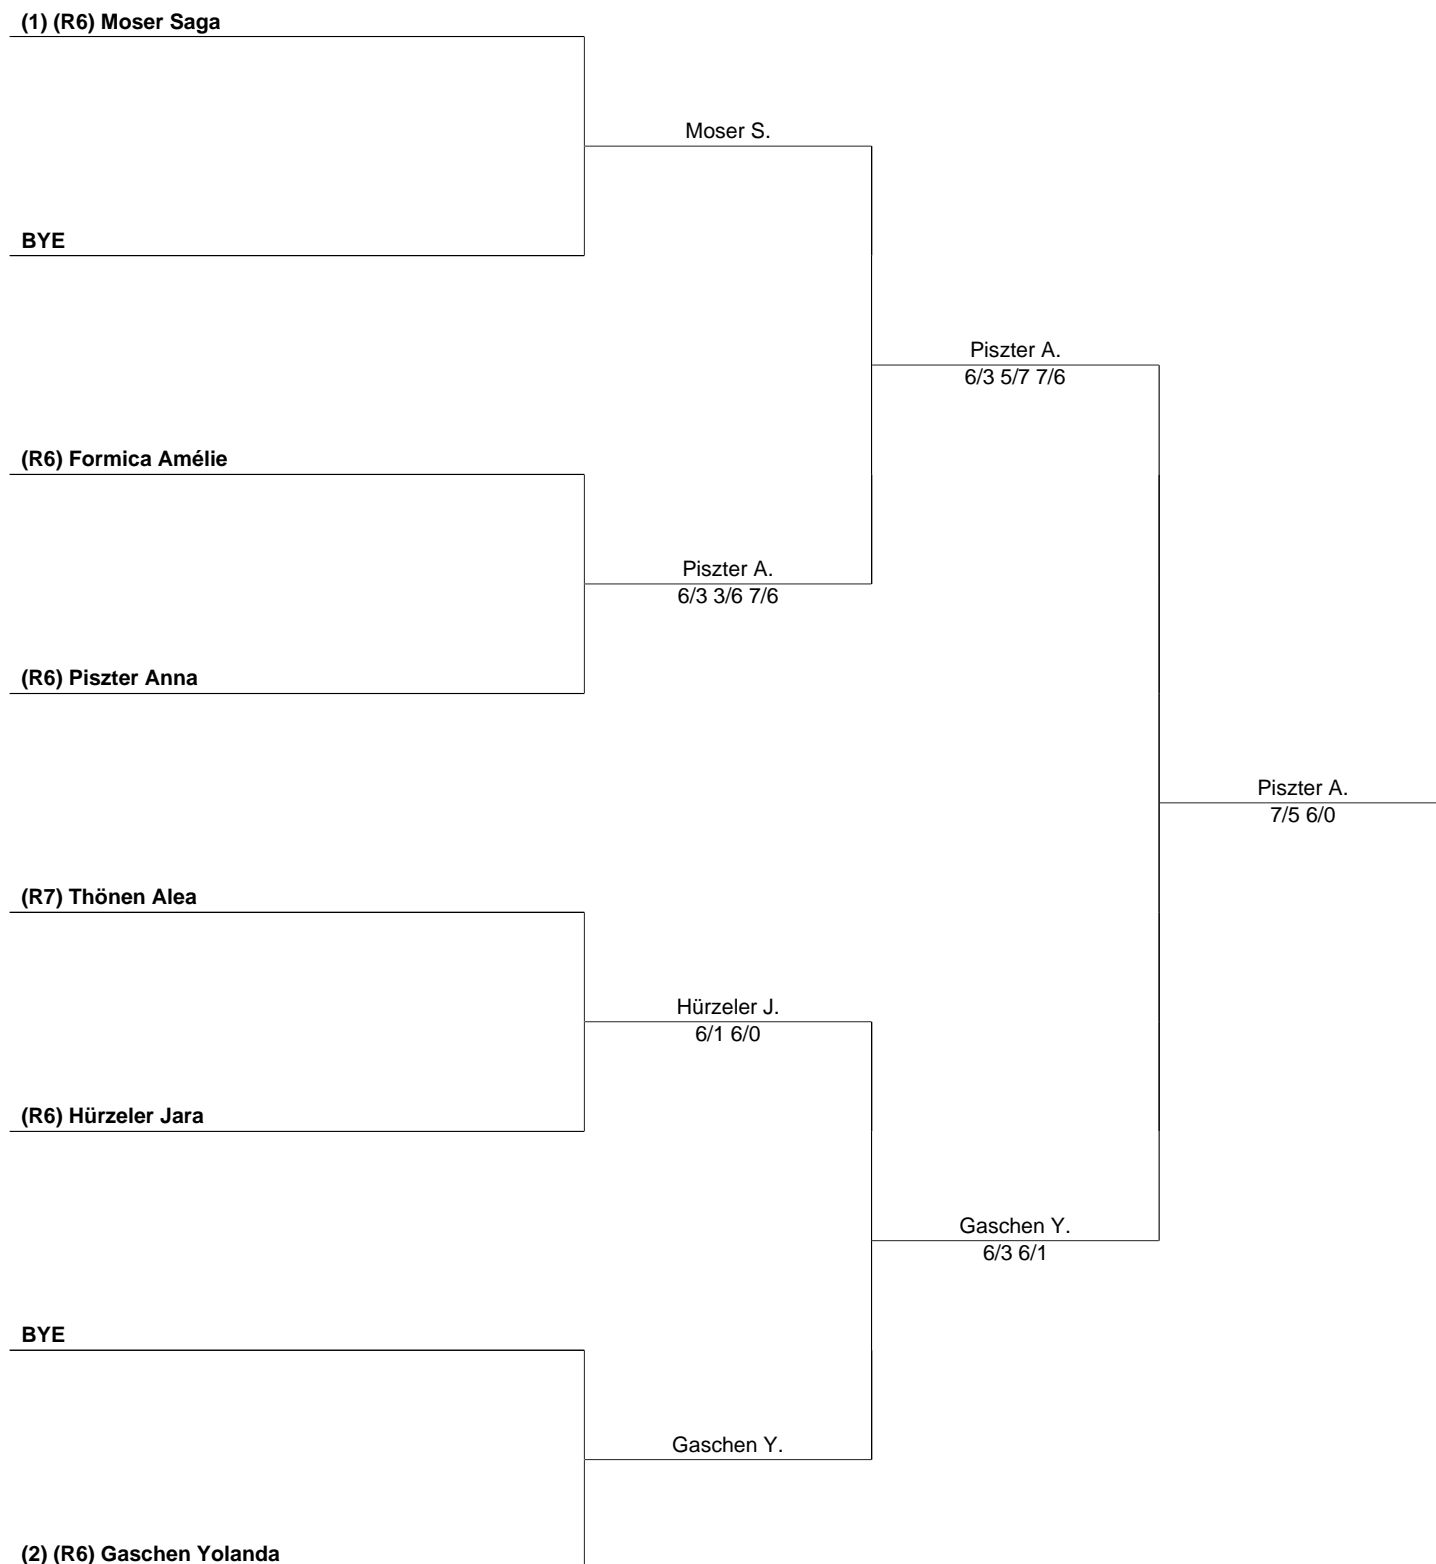 (1) (R6) Moser Saga
Moser S.
BYE
Piszter A.
6/3 5/7 7/6
(R6) Formica Amélie
Piszter A.
6/3 3/6 7/6
(R6) Piszter Anna
Piszter A.
7/5 6/0
(R7) Thönen Alea
Hürzeler J.
6/1 6/0
(R6) Hürzeler Jara
Gaschen Y.
6/3 6/1
BYE
Gaschen Y.
(2) (R6) Gaschen Yolanda